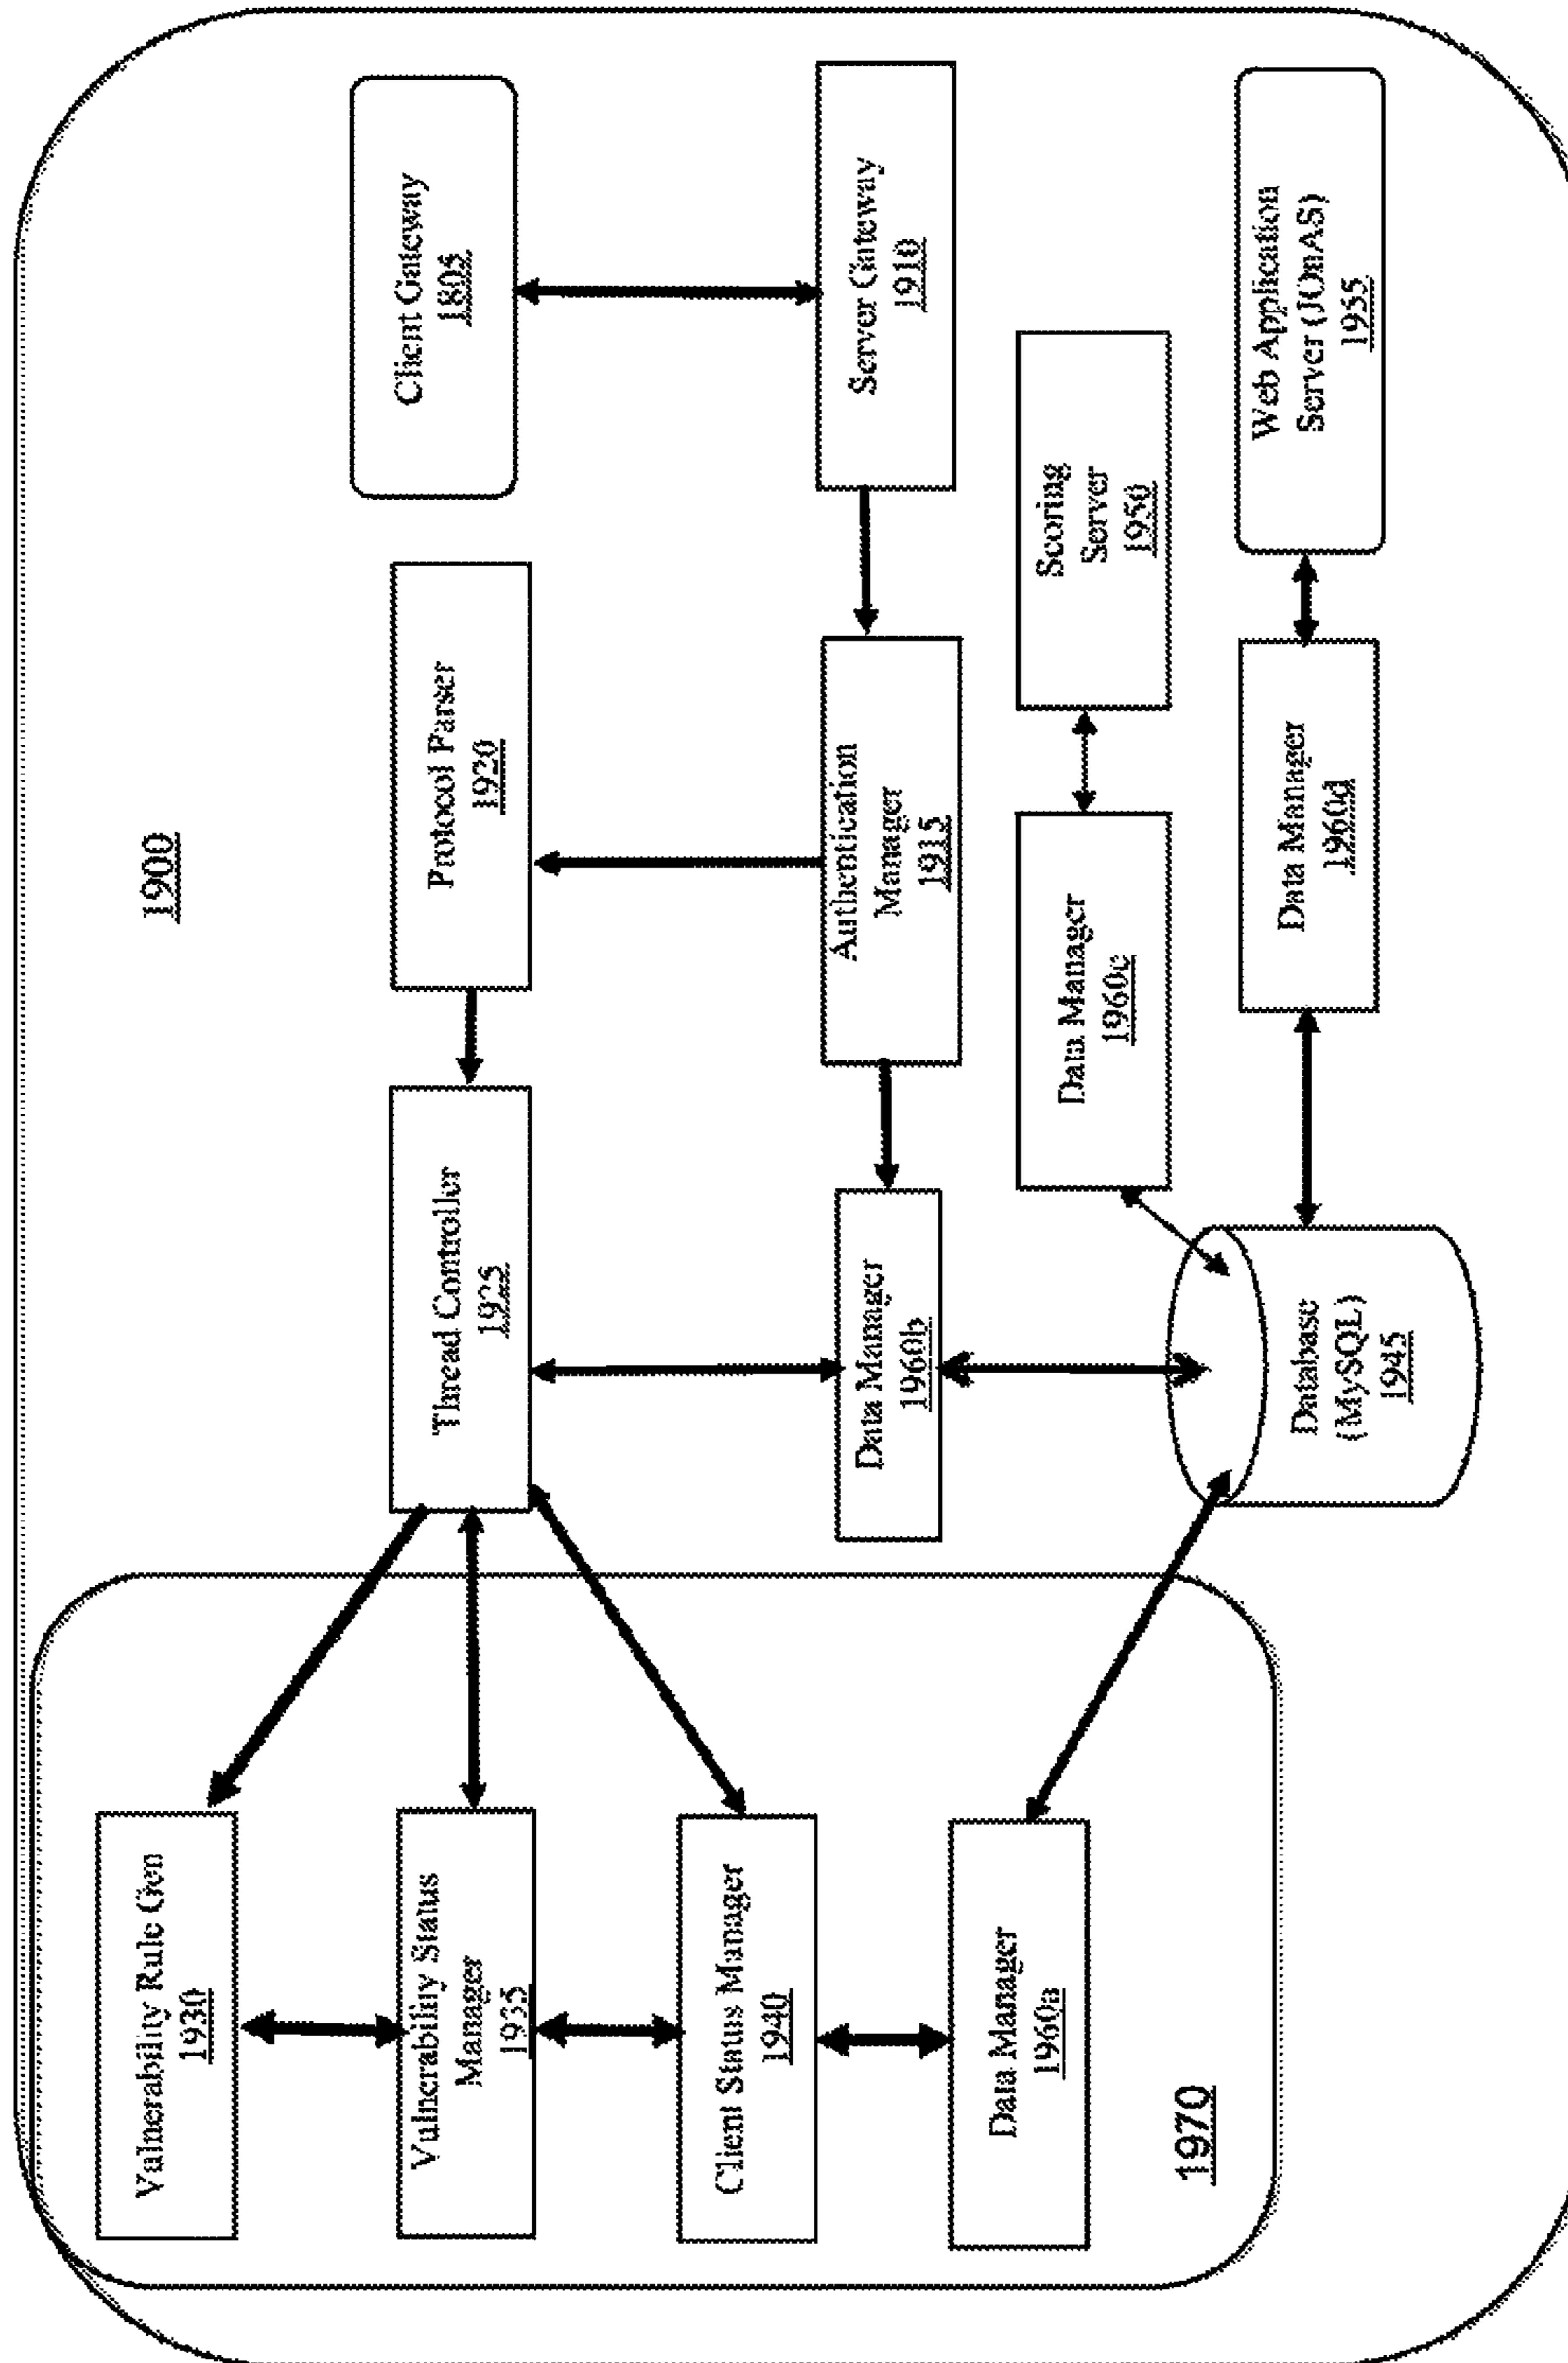 1900
Vulnerability Rule Gen
1930
Vulnerability Status
Manager
1935
Client Status Manager
1940
Data Manager
1960a
1970
Thread Controller
1925
Protocol Parser
1920
Client Gateway
1805
Data Manager
1960b
Authentication
Manager
1915
Server Gateway
1910
Data Manager
1960c
Scoring
Server
1950
Database
(MySQL)
1945
Data Manager
1960d
Web Application
Server (JOnAS)
1955